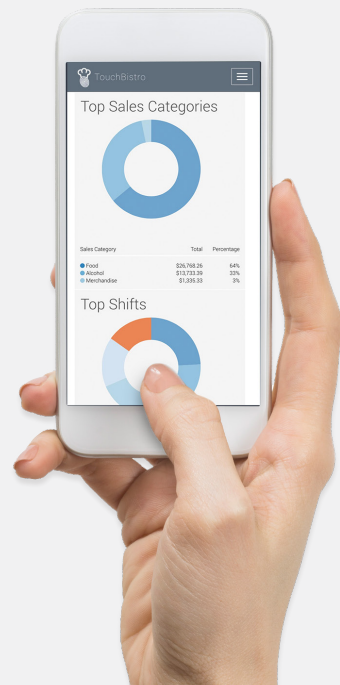 TouchBistro
Top Sales Categories
Sales Category Total Percentage
Food $26,768.26 64%
Alcohol $13,733.39 33%
Merchandise $1,335.33 3%
Top Shifts